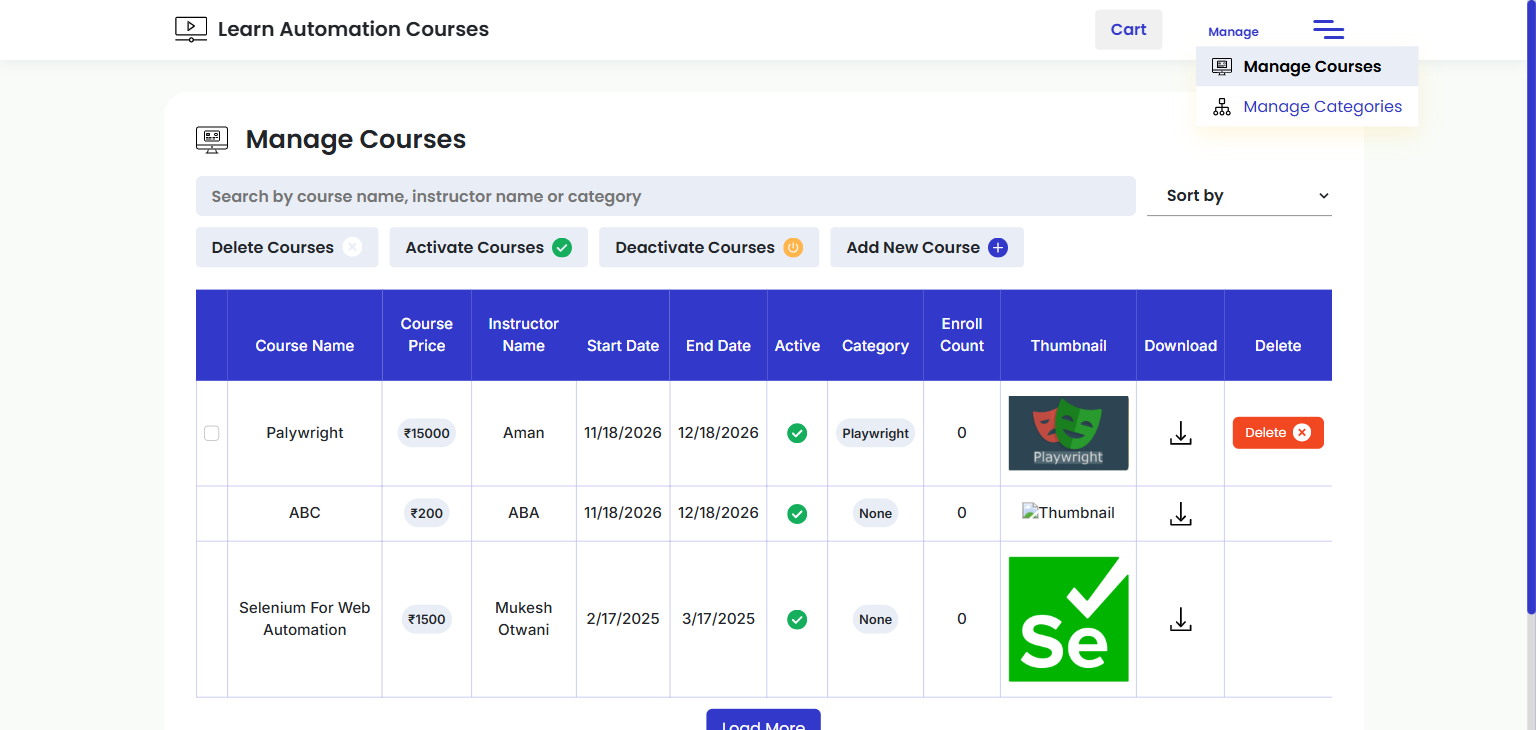 Learn Automation Courses
Cart
Manage
Manage Courses
Manage Categories
Manage Courses
Search by course name, instructor name or category
Sort by
Delete Courses
Activate Courses
Deactivate Courses
Add New Course
Course Name
Course Price
Instructor Name
Start Date
End Date
Active
Category
Enroll Count
Thumbnail
Download
Delete
Palywright
₹15000
Aman
11/18/2026
12/18/2026
Playwright
0
Playwright
Delete
ABC
₹200
ABA
11/18/2026
12/18/2026
None
0
Thumbnail
Selenium For Web
Automation
₹1500
Mukesh
Otwani
2/17/2025
3/17/2025
None
0
Se
Load More